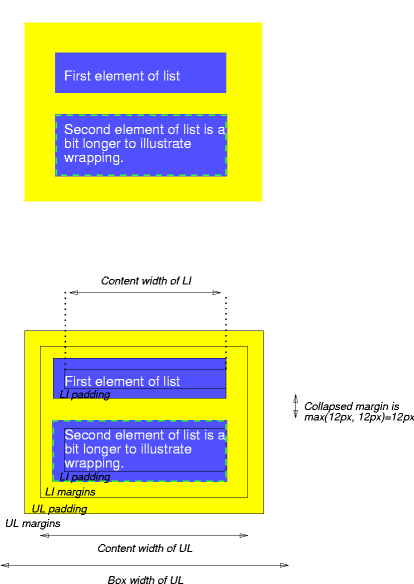 First element of list
Second element of list is a
bit longer to illustrate
wrapping.
Content width of LI
First element of list
LI padding
Collapsed margin is
max(12px, 12px)=12px
Second element of list is a
bit longer to illustrate
wrapping.
LI padding
LI margins
UL padding
UL margins
Content width of UL
Box width of UL